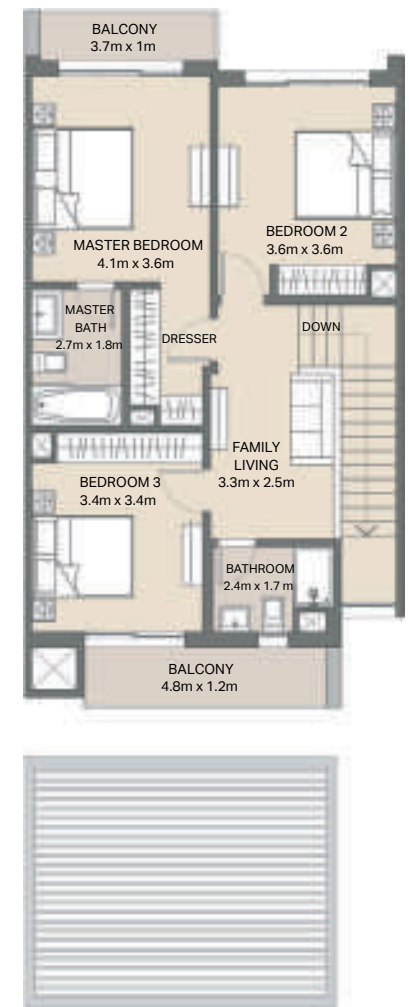 BALCONY
3.7m x 1m
MASTER BEDROOM
4.1m x 3.6m
BEDROOM 2
3.6m x 3.6m
MASTER
BATH
2.7m x 1.8m
DRESSER
DOWN
FAMILY
LIVING
3.3m x 2.5m
BEDROOM 3
3.4m x 3.4m
BATHROOM
2.4m x 1.7 m
BALCONY
4.8m x 1.2m